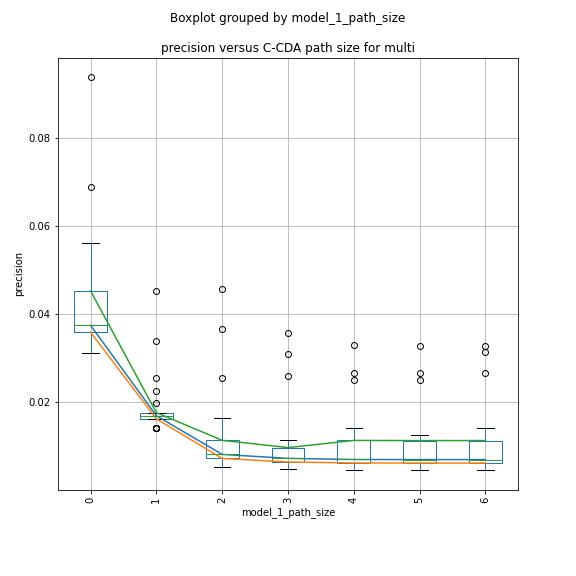 Boxplot grouped by model_1_path_size
precision versus C-CDA path size for multi
0.08
0.06
0.04
0.02
precision
0 1 2 3 4 5 6
model_1_path_size